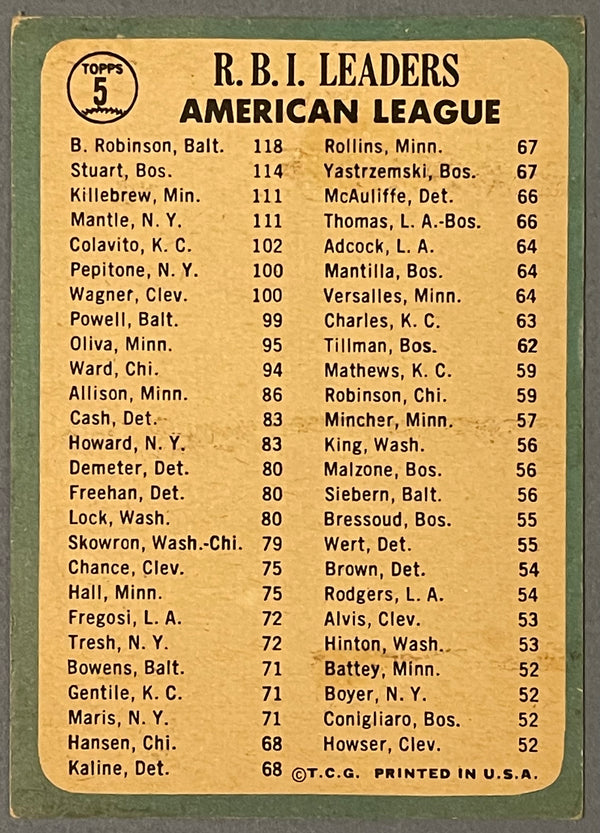 TOPPS
5
R. B. I. LEADERS
AMERICAN LEAGUE
B. Robinson, Balt. 118
Stuart, Bos. 114
Killebrew, Min. 111
Mantle, N. Y. 111
Colavito, K. C. 102
Pepitone, N. Y. 100
Wagner, Clev. 100
Powell, Balt. 99
Oliva, Minn. 95
Ward, Chi. 94
Allison, Minn. 86
Cash, Det. 83
Howard, N. Y. 83
Demeter, Det. 80
Freehan, Det. 80
Lock, Wash. 80
Skowron, Wash.-Chi. 79
Chance, Clev. 75
Hall, Minn. 75
Fregosi, L. A. 72
Tresh, N. Y. 72
Bowens, Balt. 71
Gentile, K. C. 71
Maris, N. Y. 71
Hansen, Chi. 68
Kaline, Det. 68
Rollins, Minn. 67
Yastrzemski, Bos. 67
McAuliffe, Det. 66
Thomas, L. A.-Bos. 66
Adcock, L. A. 64
Mantilla, Bos. 64
Versalles, Minn. 64
Charles, K. C. 63
Tillman, Bos. 62
Mathews, K. C. 59
Robinson, Chi. 59
Mincher, Minn. 57
King, Wash. 56
Malzone, Bos. 56
Siebern, Balt. 56
Bressoud, Bos. 55
Wert, Det. 55
Brown, Det. 54
Rodgers, L. A. 54
Alvis, Clev. 53
Hinton, Wash. 53
Battey, Minn. 52
Boyer, N. Y. 52
Conigliaro, Bos. 52
Howser, Clev. 52
©T.C.G. PRINTED IN U.S.A.